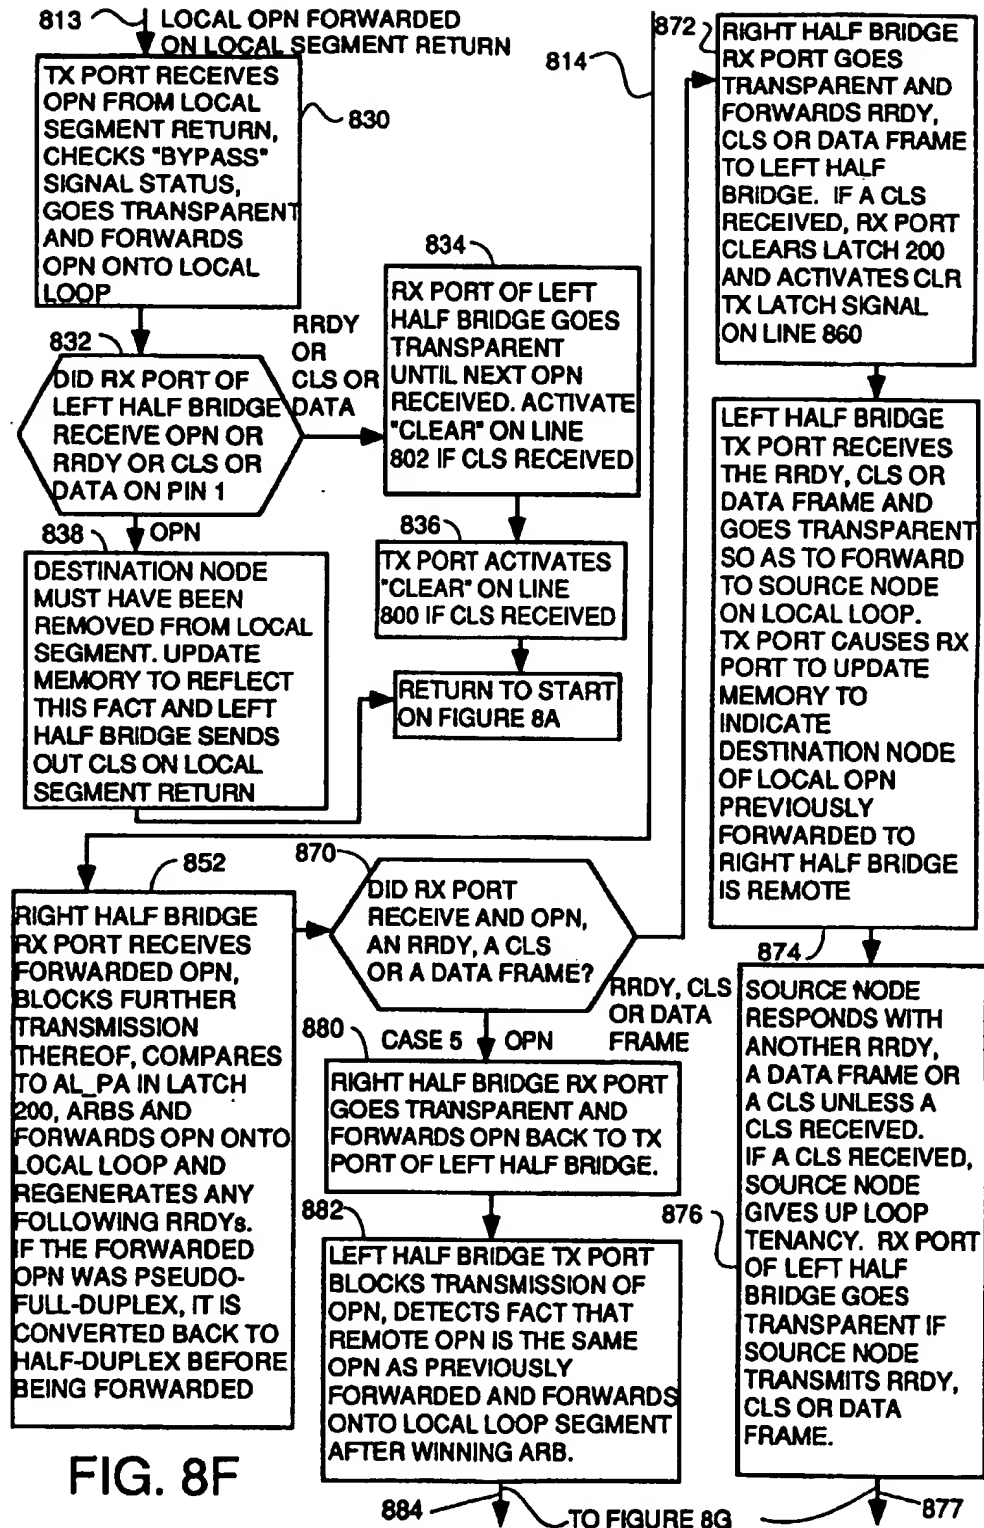 813
LOCAL OPN FORWARDED
ON LOCAL SEGMENT RETURN
TX PORT RECEIVES
OPN FROM LOCAL
SEGMENT RETURN,
CHECKS "BYPASS"
SIGNAL STATUS,
GOES TRANSPARENT
AND FORWARDS
OPN ONTO LOCAL
LOOP
830
832
DID RX PORT OF
LEFT HALF BRIDGE
RECEIVE OPN OR
RRDY OR CLS OR
DATA ON PIN 1
RRDY
OR
CLS OR
DATA
834
RX PORT OF LEFT
HALF BRIDGE GOES
TRANSPARENT
UNTIL NEXT OPN
RECEIVED. ACTIVATE
"CLEAR" ON LINE
802 IF CLS RECEIVED
836
TX PORT ACTIVATES
"CLEAR" ON LINE
800 IF CLS RECEIVED
RETURN TO START
ON FIGURE 8A
838
OPN
DESTINATION NODE
MUST HAVE BEEN
REMOVED FROM LOCAL
SEGMENT. UPDATE
MEMORY TO REFLECT
THIS FACT AND LEFT
HALF BRIDGE SENDS
OUT CLS ON LOCAL
SEGMENT RETURN
814
852
RIGHT HALF BRIDGE
RX PORT RECEIVES
FORWARDED OPN,
BLOCKS FURTHER
TRANSMISSION
THEREOF, COMPARES
TO AL_PA IN LATCH
200, ARBS AND
FORWARDS OPN ONTO
LOCAL LOOP AND
REGENERATES ANY
FOLLOWING RRDYs.
IF THE FORWARDED
OPN WAS PSEUDO-
FULL-DUPLEX, IT IS
CONVERTED BACK TO
HALF-DUPLEX BEFORE
BEING FORWARDED
870
DID RX PORT
RECEIVE AND OPN,
AN RRDY, A CLS
OR A DATA FRAME?
RRDY, CLS
OR DATA
FRAME
880
CASE 5
OPN
RIGHT HALF BRIDGE RX PORT
GOES TRANSPARENT AND
FORWARDS OPN BACK TO TX
PORT OF LEFT HALF BRIDGE.
882
LEFT HALF BRIDGE TX PORT
BLOCKS TRANSMISSION OF
OPN, DETECTS FACT THAT
REMOTE OPN IS THE SAME
OPN AS PREVIOUSLY
FORWARDED AND FORWARDS
ONTO LOCAL LOOP SEGMENT
AFTER WINNING ARB.
872
RIGHT HALF BRIDGE
RX PORT GOES
TRANSPARENT AND
FORWARDS RRDY,
CLS OR DATA FRAME
TO LEFT HALF
BRIDGE. IF A CLS
RECEIVED, RX PORT
CLEARS LATCH 200
AND ACTIVATES CLR
TX LATCH SIGNAL
ON LINE 860
LEFT HALF BRIDGE
TX PORT RECEIVES
THE RRDY, CLS OR
DATA FRAME AND
GOES TRANSPARENT
SO AS TO FORWARD
TO SOURCE NODE
ON LOCAL LOOP.
TX PORT CAUSES RX
PORT TO UPDATE
MEMORY TO
INDICATE
DESTINATION NODE
OF LOCAL OPN
PREVIOUSLY
FORWARDED TO
RIGHT HALF BRIDGE
IS REMOTE
874
SOURCE NODE
RESPONDS WITH
ANOTHER RRDY,
A DATA FRAME OR
A CLS UNLESS A
CLS RECEIVED.
IF A CLS RECEIVED,
SOURCE NODE
GIVES UP LOOP
TENANCY. RX PORT
OF LEFT HALF
BRIDGE GOES
TRANSPARENT IF
SOURCE NODE
TRANSMITS RRDY,
CLS OR DATA
FRAME.
876
FIG. 8F
884
TO FIGURE 8G
877